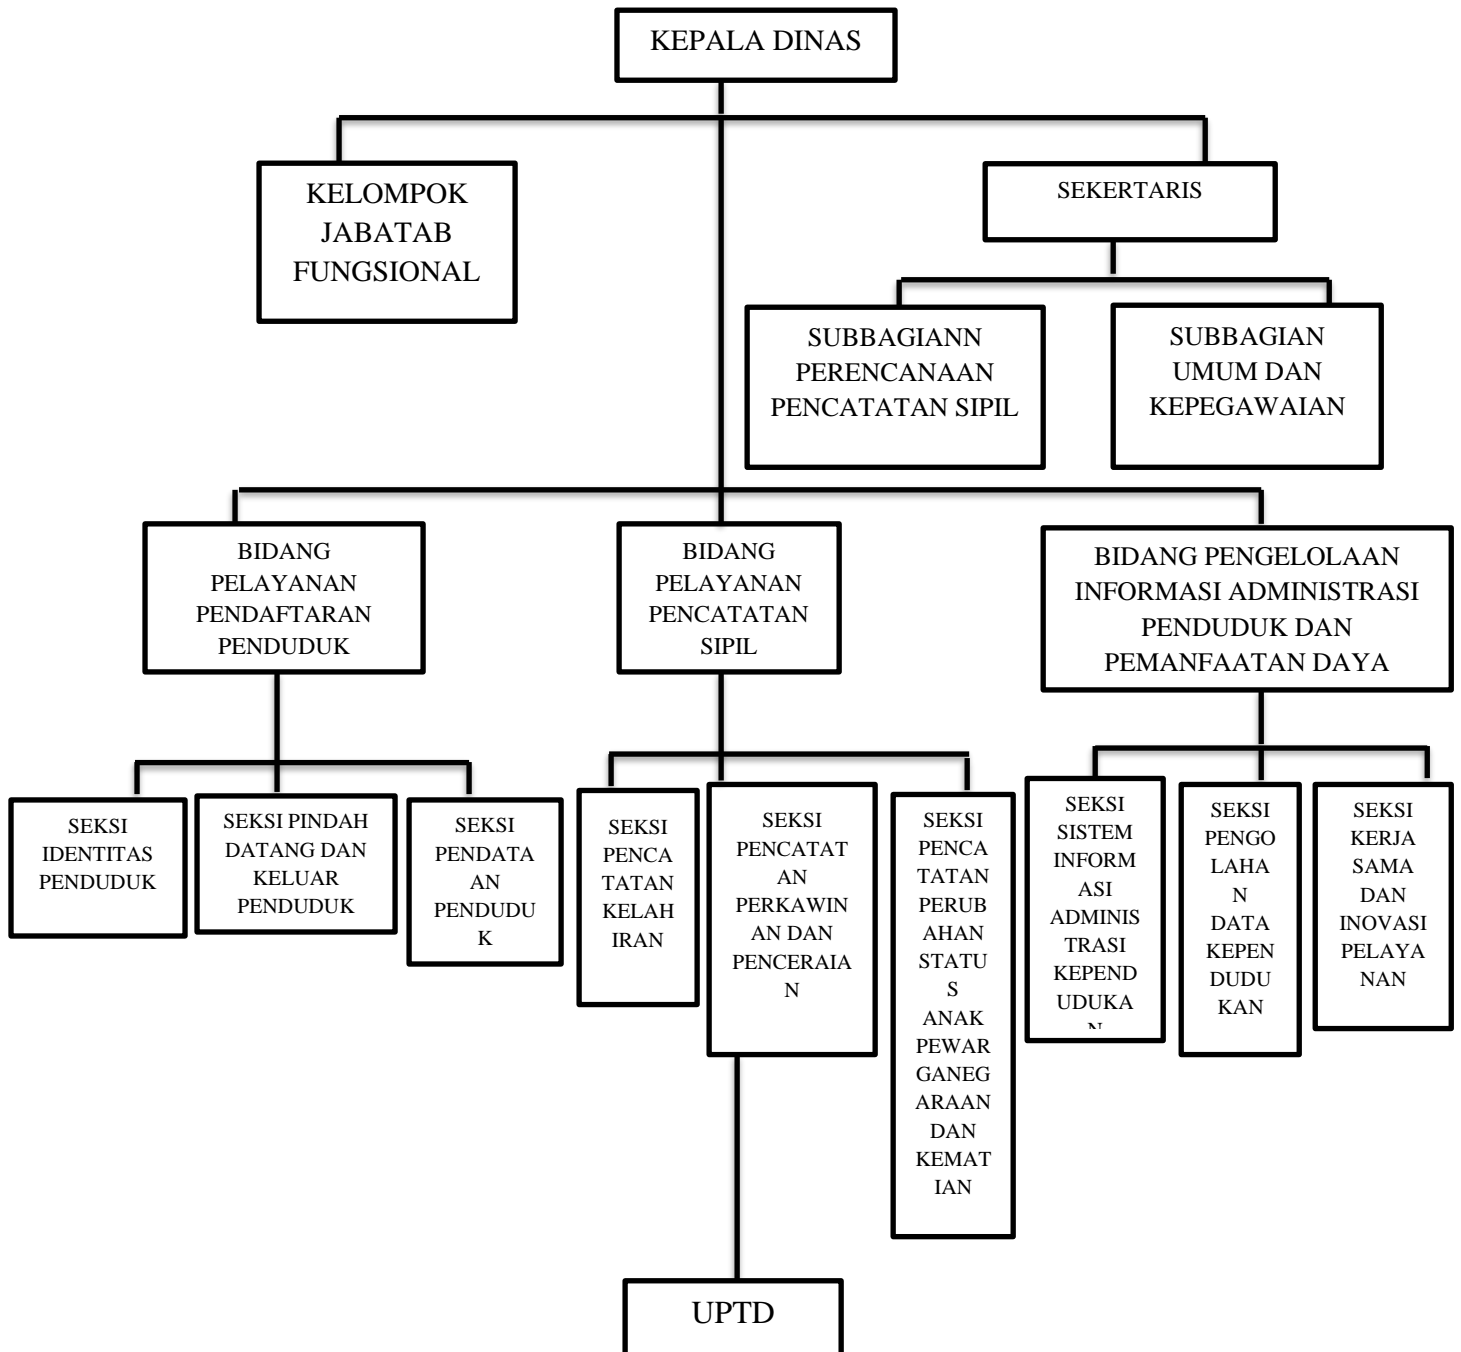 KEPALA DINAS
KELOMPOK
JABATAB
FUNGSIONAL
SEKERTARIS
SUBBAGIANN
PERENCANAAN
PENCATATAN SIPIL
SUBBAGIAN
UMUM DAN
KEPEGAWAIAN
BIDANG
PELAYANAN
PENDAFTARAN
PENDUDUK
BIDANG
PELAYANAN
PENCATATAN
SIPIL
BIDANG PENGELOLAAN
INFORMASI ADMINISTRASI
PENDUDUK DAN
PEMANFAATAN DAYA
SEKSI
IDENTITAS
PENDUDUK
SEKSI PINDAH
DATANG DAN
KELUAR
PENDUDUK
SEKSI
PENDATA
AN
PENDUDU
K
SEKSI
PENCA
TATAN
KELAH
IRAN
SEKSI
PENCATAT
AN
PERKAWIN
AN DAN
PENCERAIA
N
SEKSI
PENCA
TATAN
PERUB
AHAN
STATU
S
ANAK
PEWAR
GANEG
ARAAN
DAN
KEMAT
IAN
SEKSI
SISTEM
INFORM
ASI
ADMINIS
TRASI
KEPEND
UDUKA
N
SEKSI
PENGO
LAHA
N
DATA
KEPEN
DUDU
KAN
SEKSI
KERJA
SAMA
DAN
INOVASI
PELAYA
NAN
UPTD